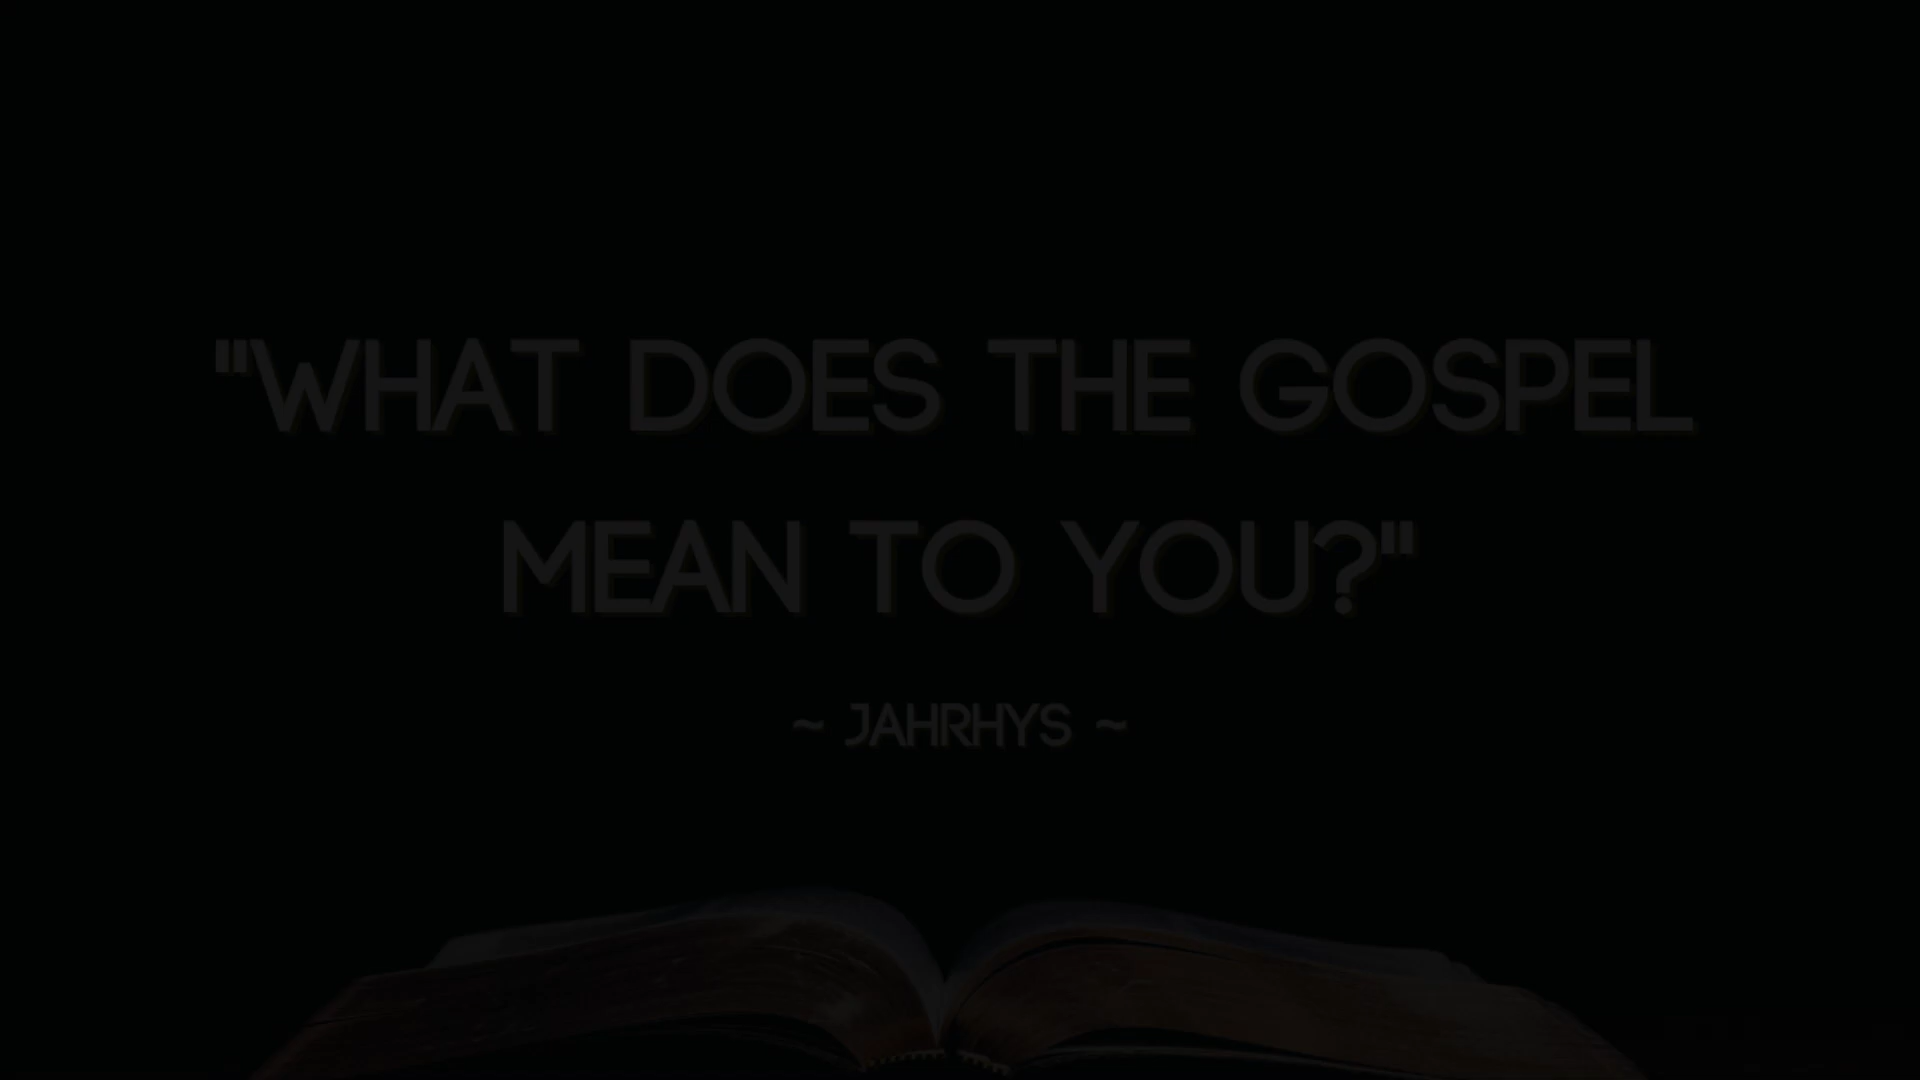 "WHAT DOES THE GOSPEL
MEAN TO YOU?"
~ JAHRHYS ~